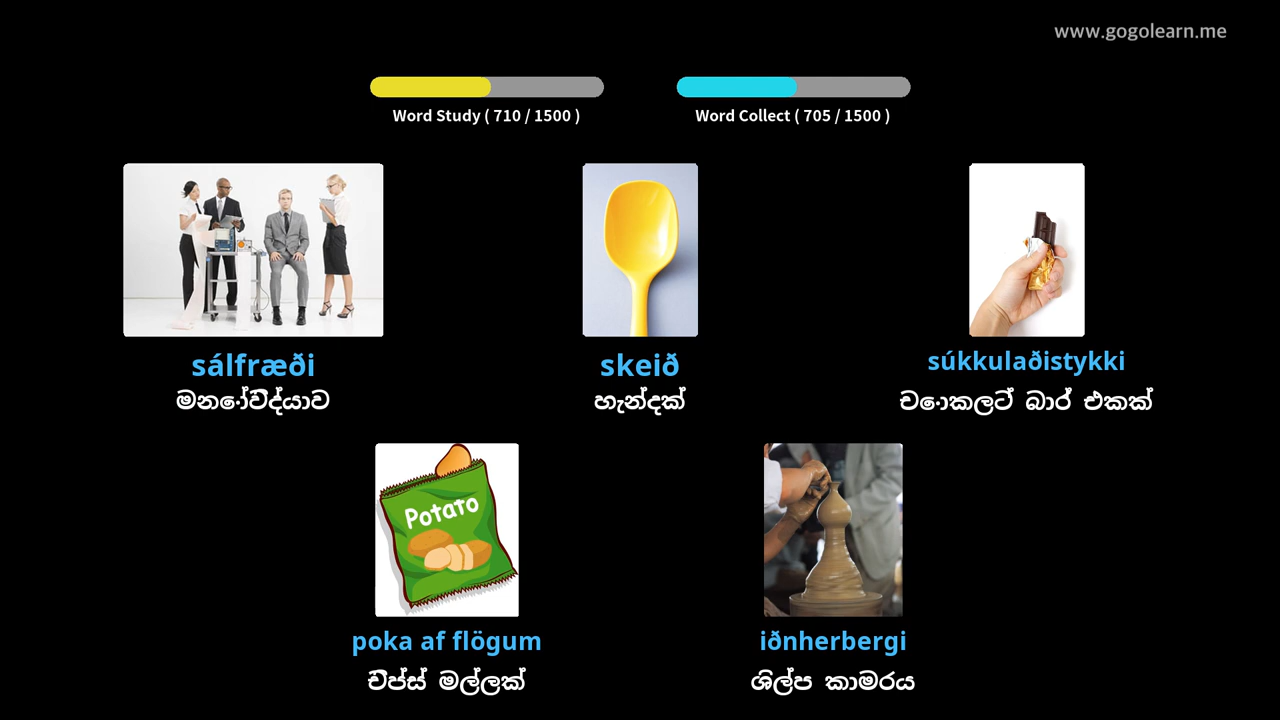 www.gogolearn.me
Word Study ( 710 / 1500 )
Word Collect ( 705 / 1500 )
sálfræði
මනෝවිද්යාව
skeið
හැන්දක්
súkkulaðistykki
චොකලට් බාර් එකක්
Potato
poka af flögum
චිප්ස් මල්ලක්
iðnherbergi
ශිල්ප කාමරය